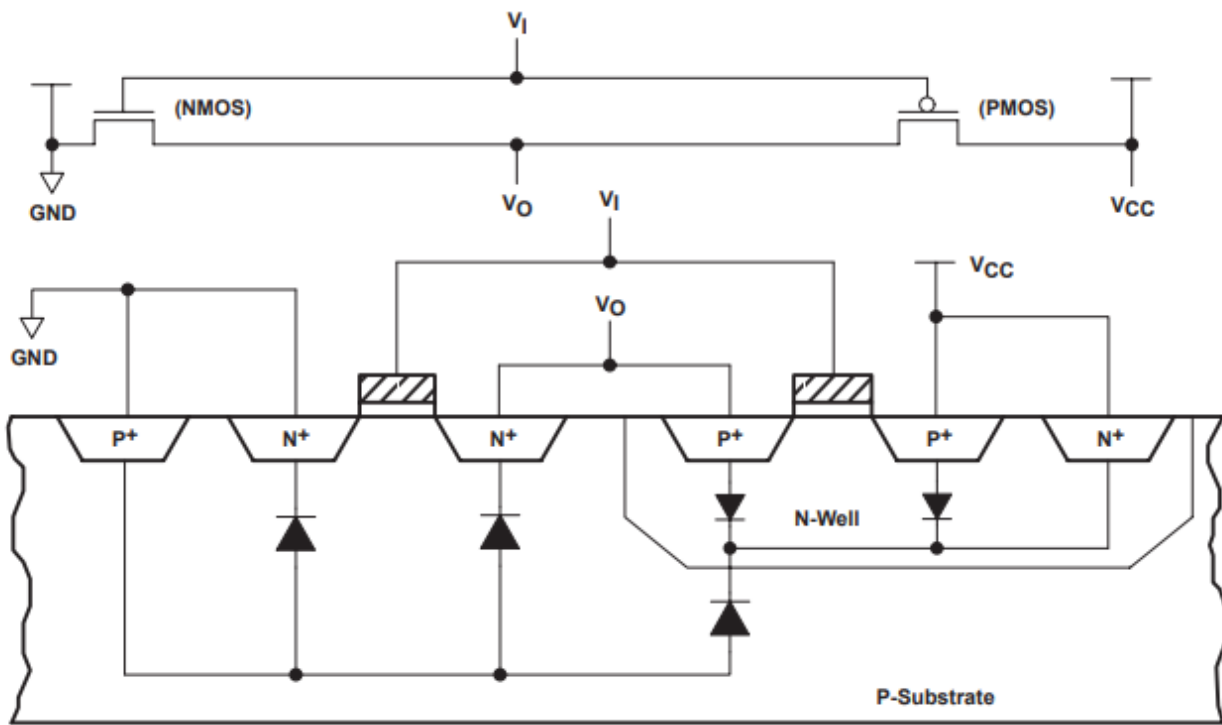 VI
(NMOS)
(PMOS)
GND
VO
VCC
VI
VCC
VO
GND
P+
N+
N+
P+
P+
N+
N-Well
P-Substrate